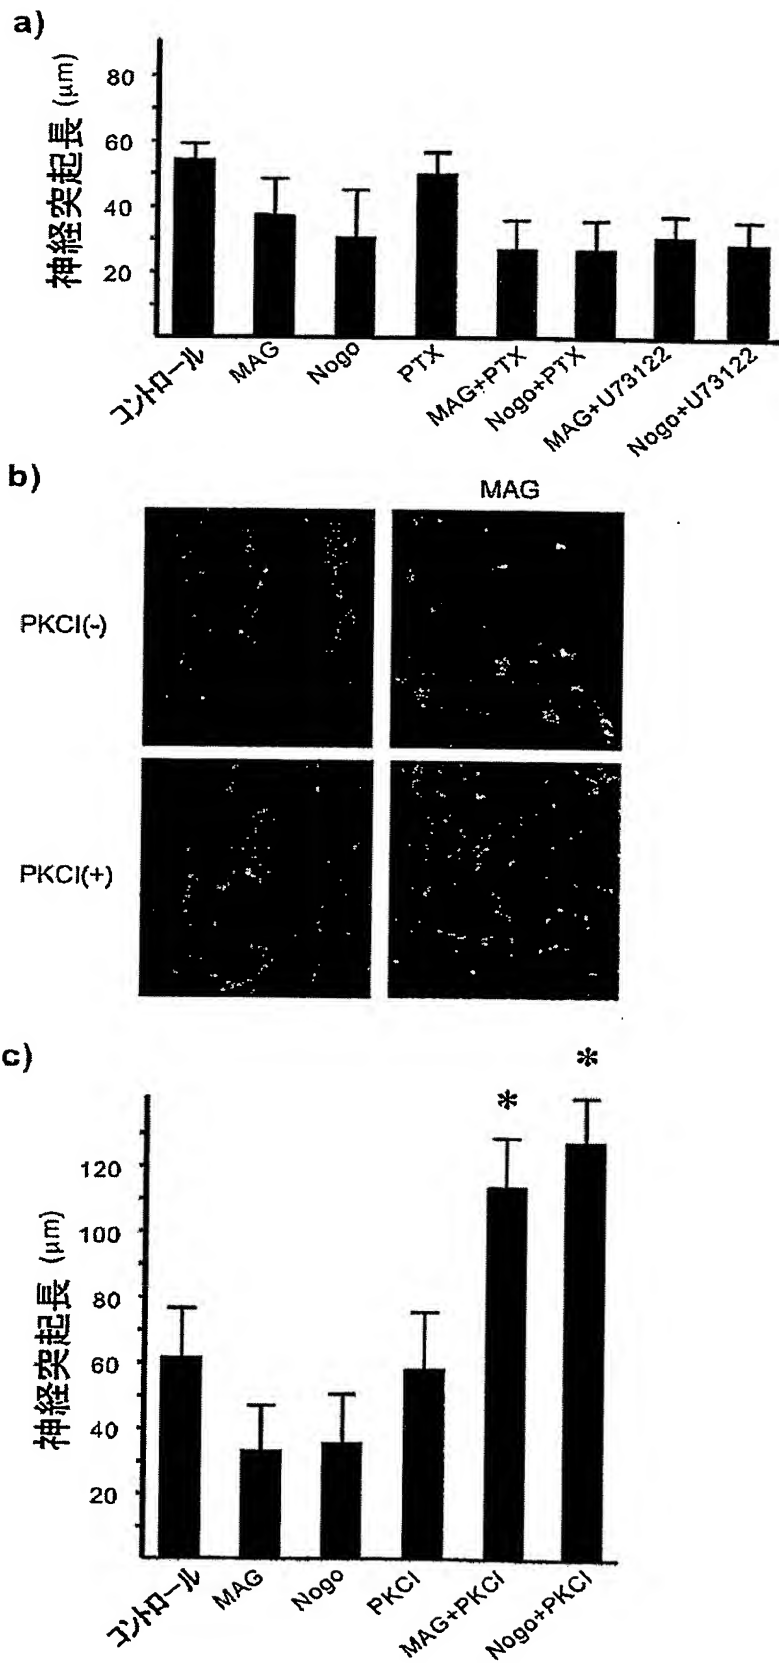 a)
神経突起長 (μm)
80
60
40
20
コントロール
MAG
Nogo
PTX
MAG+PTX
Nogo+PTX
MAG+U73122
Nogo+U73122
b)
MAG
PKCI(-)
PKCI(+)
c)
神経突起長 (μm)
*
*
120
100
80
60
40
20
コントロール
MAG
Nogo
PKCI
MAG+PKCI
Nogo+PKCI